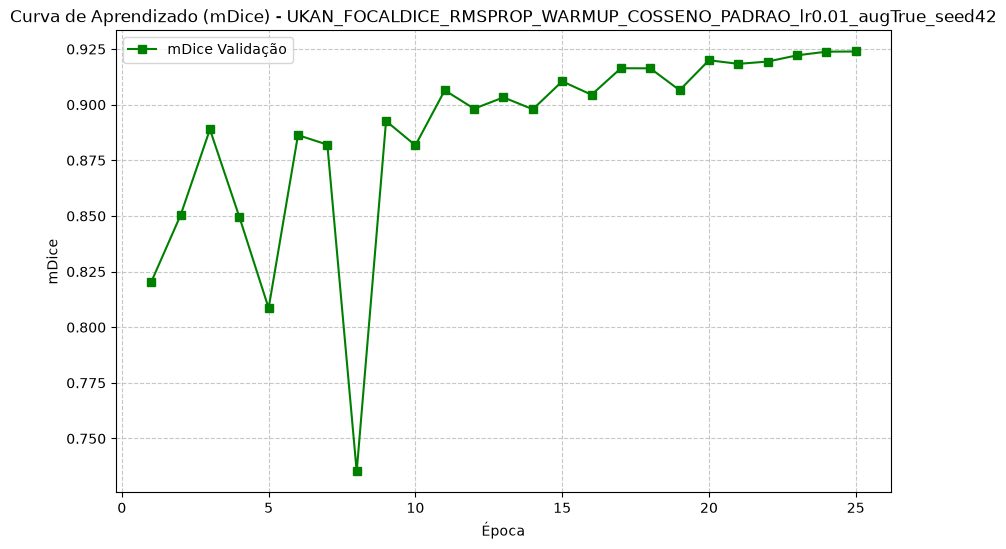 Curva de Aprendizado (mDice) - UKAN_FOCALDICE_RMSPROP_WARMUP_COSSENO_PADRAO_lr0.01_augTrue_seed42
mDice Validação
0.925
0.900
0.875
0.850
0.825
0.800
0.775
0.750
mDice
0 5 10 15 20 25
Época